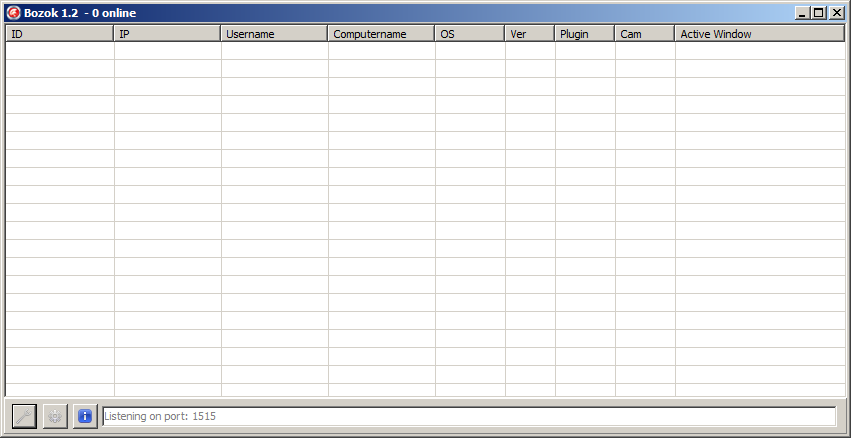 Bozok 1.2 - 0 online
ID IP Username Computername OS Ver Plugin Cam Active Window
Listening on port: 1515